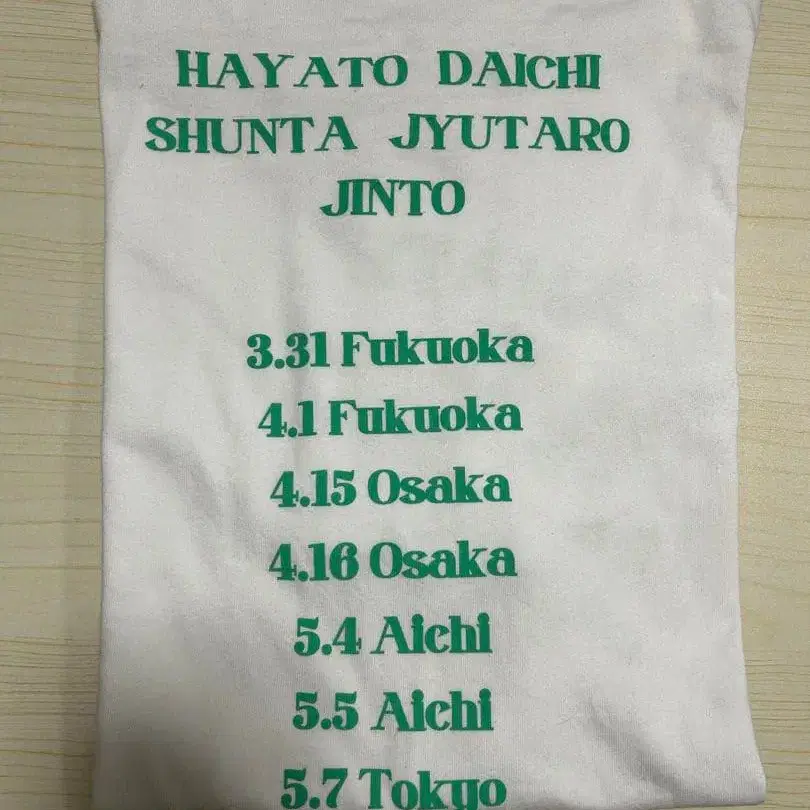 HAYATO DAICHI
SHUNTA JYUTARO
JINTO
3.31 Fukuoka
4.1 Fukuoka
4.15 Osaka
4.16 Osaka
5.4 Aichi
5.5 Aichi
5.7 Tokyo